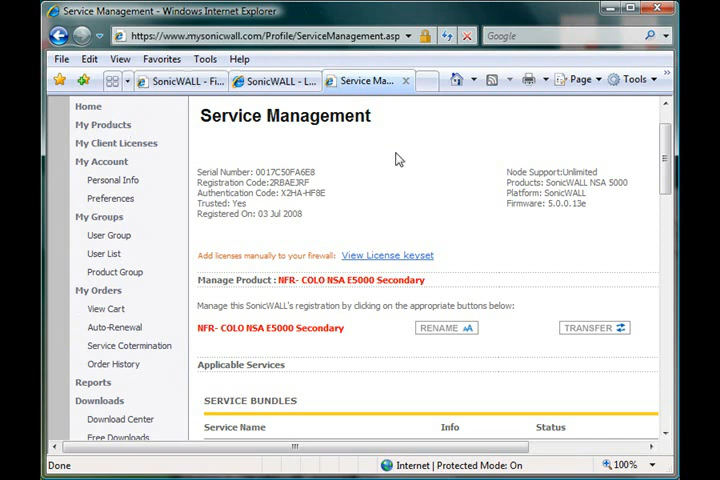 Service Management - Windows Internet Explorer
https://www.mysonicwall.com/Profile/ServiceManagement.asp
Google
File Edit View Favorites Tools Help
SonicWALL - Fi...
SonicWALL - L...
Service Ma...
Page
Tools
Home
My Products
My Client Licenses
My Account
Personal Info
Preferences
My Groups
User Group
User List
Product Group
My Orders
View Cart
Auto-Renewal
Service Cotermination
Order History
Reports
Downloads
Download Center
Free Downloads
Service Management
Serial Number: 0017C50FA6E8
Registration Code:2RBAEJRF
Authentication Code: X2HA-HF8E
Trusted: Yes
Registered On: 03 Jul 2008
Node Support:Unlimited
Products: SonicWALL NSA 5000
Platform: SonicWALL
Firmware: 5.0.0.13e
Add licenses manually to your firewall: View License keyset
Manage Product : NFR- COLO NSA E5000 Secondary
Manage this SonicWALL's registration by clicking on the appropriate buttons below:
NFR- COLO NSA E5000 Secondary
RENAME AA
TRANSFER
Applicable Services
SERVICE BUNDLES
Service Name Info Status
Done
Internet | Protected Mode: On
100%